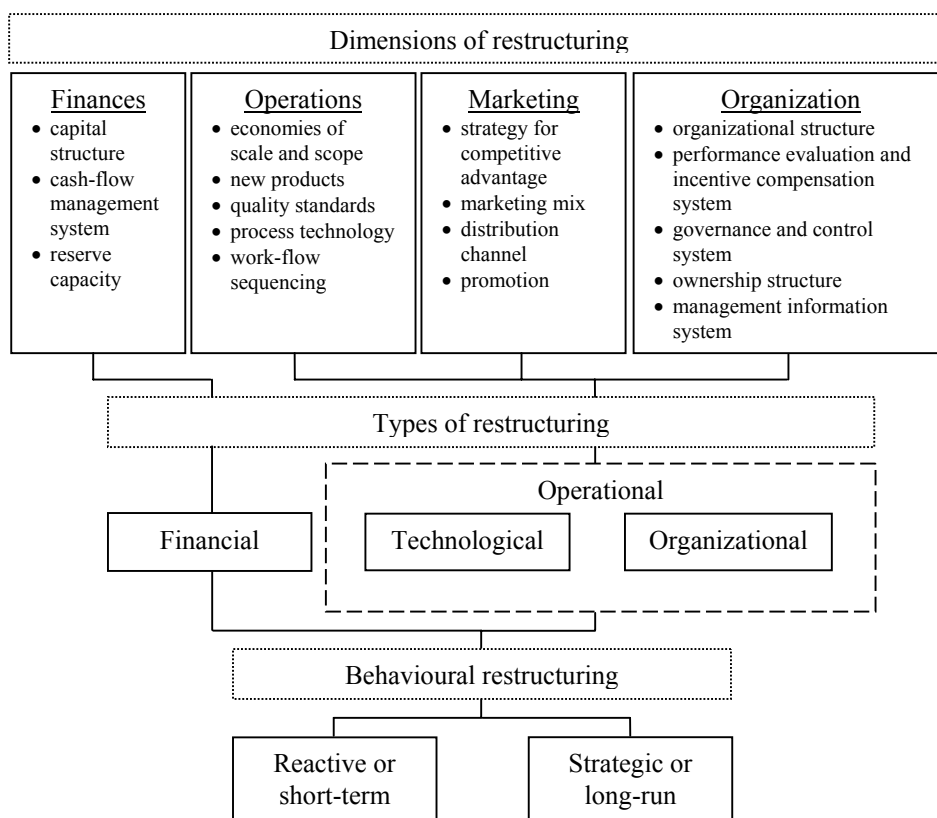 Dimensions of restructuring
Finances
• capital
structure
• cash-flow
management
system
• reserve
capacity
Operations
• economies of
scale and scope
• new products
• quality standards
• process technology
• work-flow
sequencing
Marketing
• strategy for
competitive
advantage
• marketing mix
• distribution
channel
• promotion
Organization
• organizational structure
• performance evaluation and
incentive compensation
system
• governance and control
system
• ownership structure
• management information
system
Types of restructuring
Operational
Financial
Technological
Organizational
Behavioural restructuring
Reactive or
short-term
Strategic or
long-run